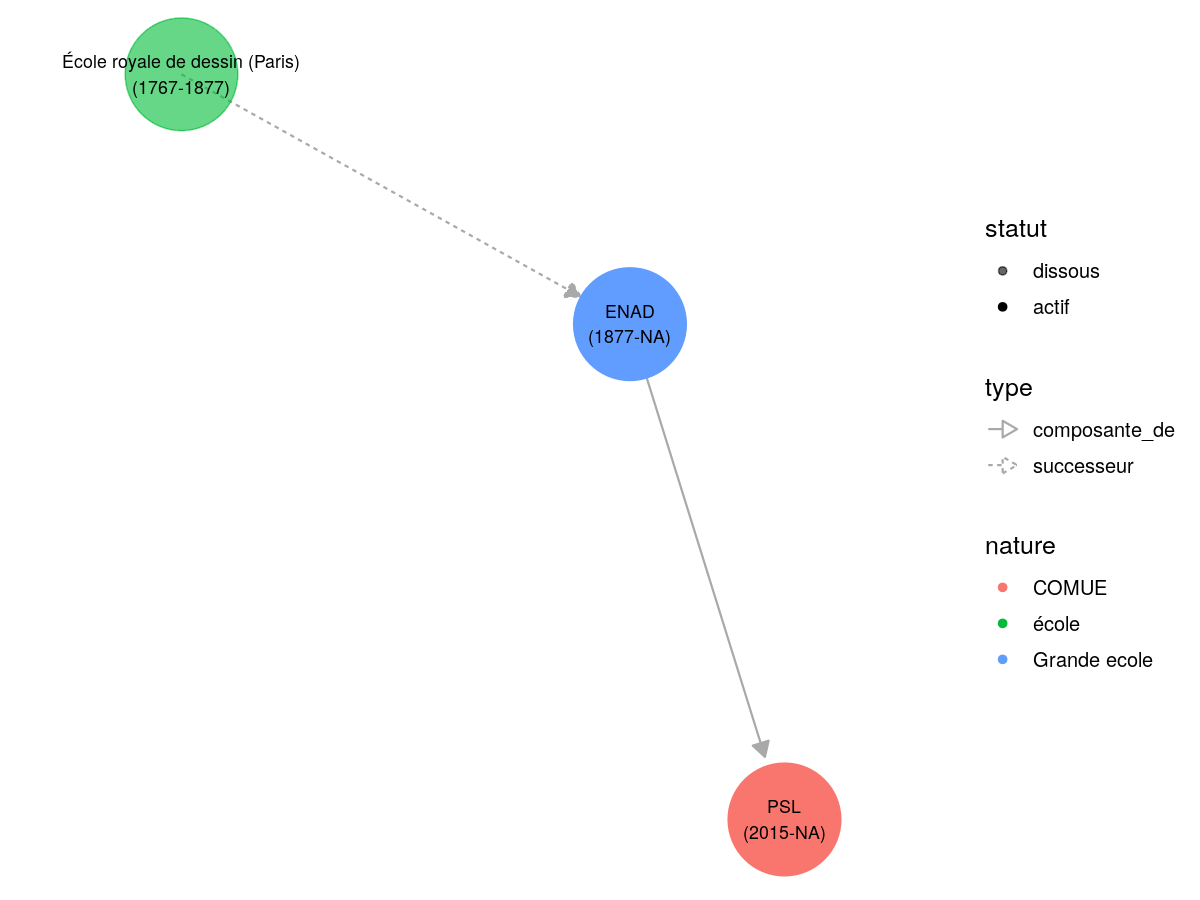 École royale de dessin (Paris)
(1767-1877)
ENAD
(1877-NA)
PSL
(2015-NA)
statut
dissous
actif
type
composante_de
successeur
nature
COMUE
école
Grande ecole